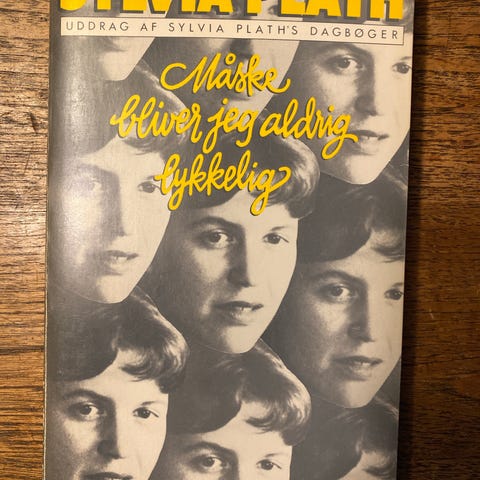 SYLVIA PLATH
UDDRAG AF SYLVIA PLATH'S DAGBØGER
Måske
bliver jeg aldrig
lykkelig